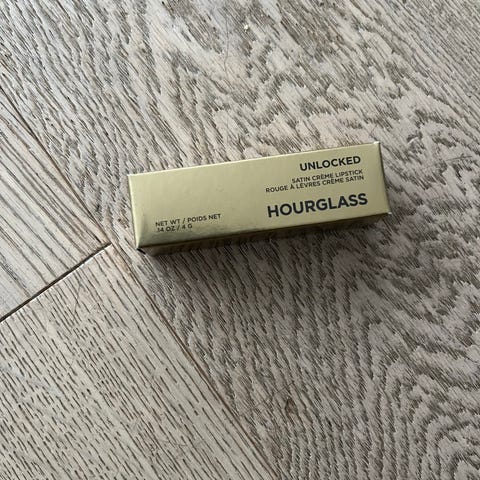 UNLOCKED
SATIN CRÈME LIPSTICK
ROUGE À LÈVRES CRÈME SATIN
HOURGLASS
NET WT / POIDS NET
.14 OZ / 4 G